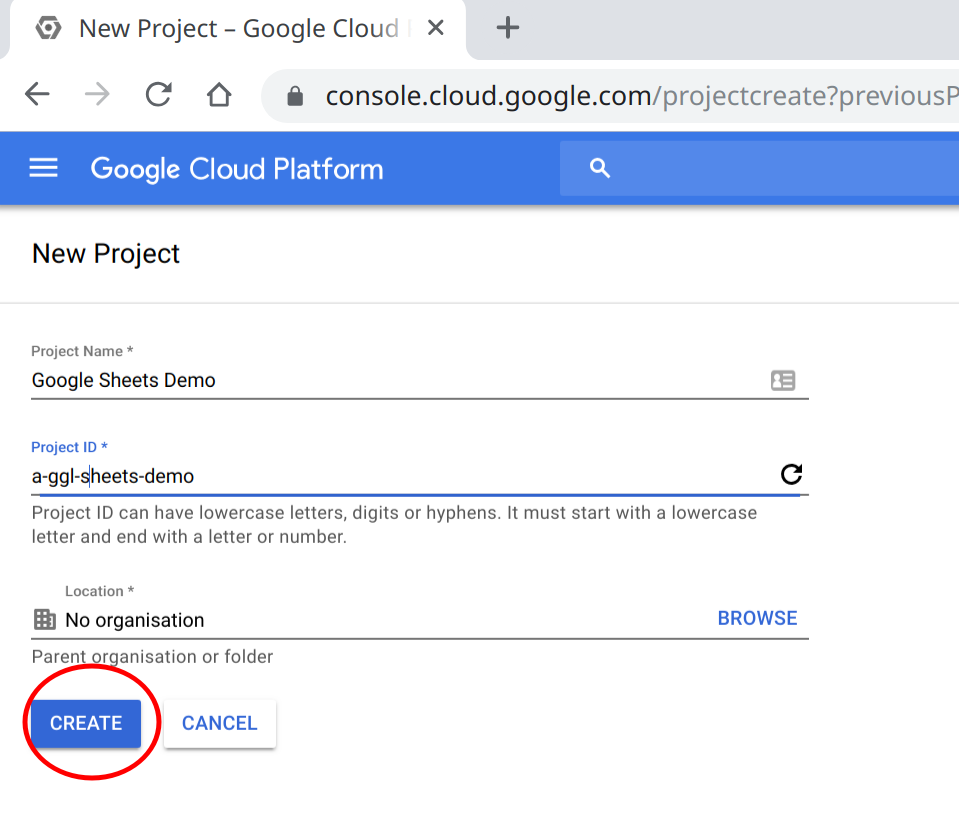 New Project – Google Cloud
console.cloud.google.com/projectcreate?previousP
Google Cloud Platform
New Project
Project Name *
Google Sheets Demo
Project ID *
a-ggl-sheets-demo
Project ID can have lowercase letters, digits or hyphens. It must start with a lowercase
letter and end with a letter or number.
Location *
No organisation BROWSE
Parent organisation or folder
CREATE CANCEL